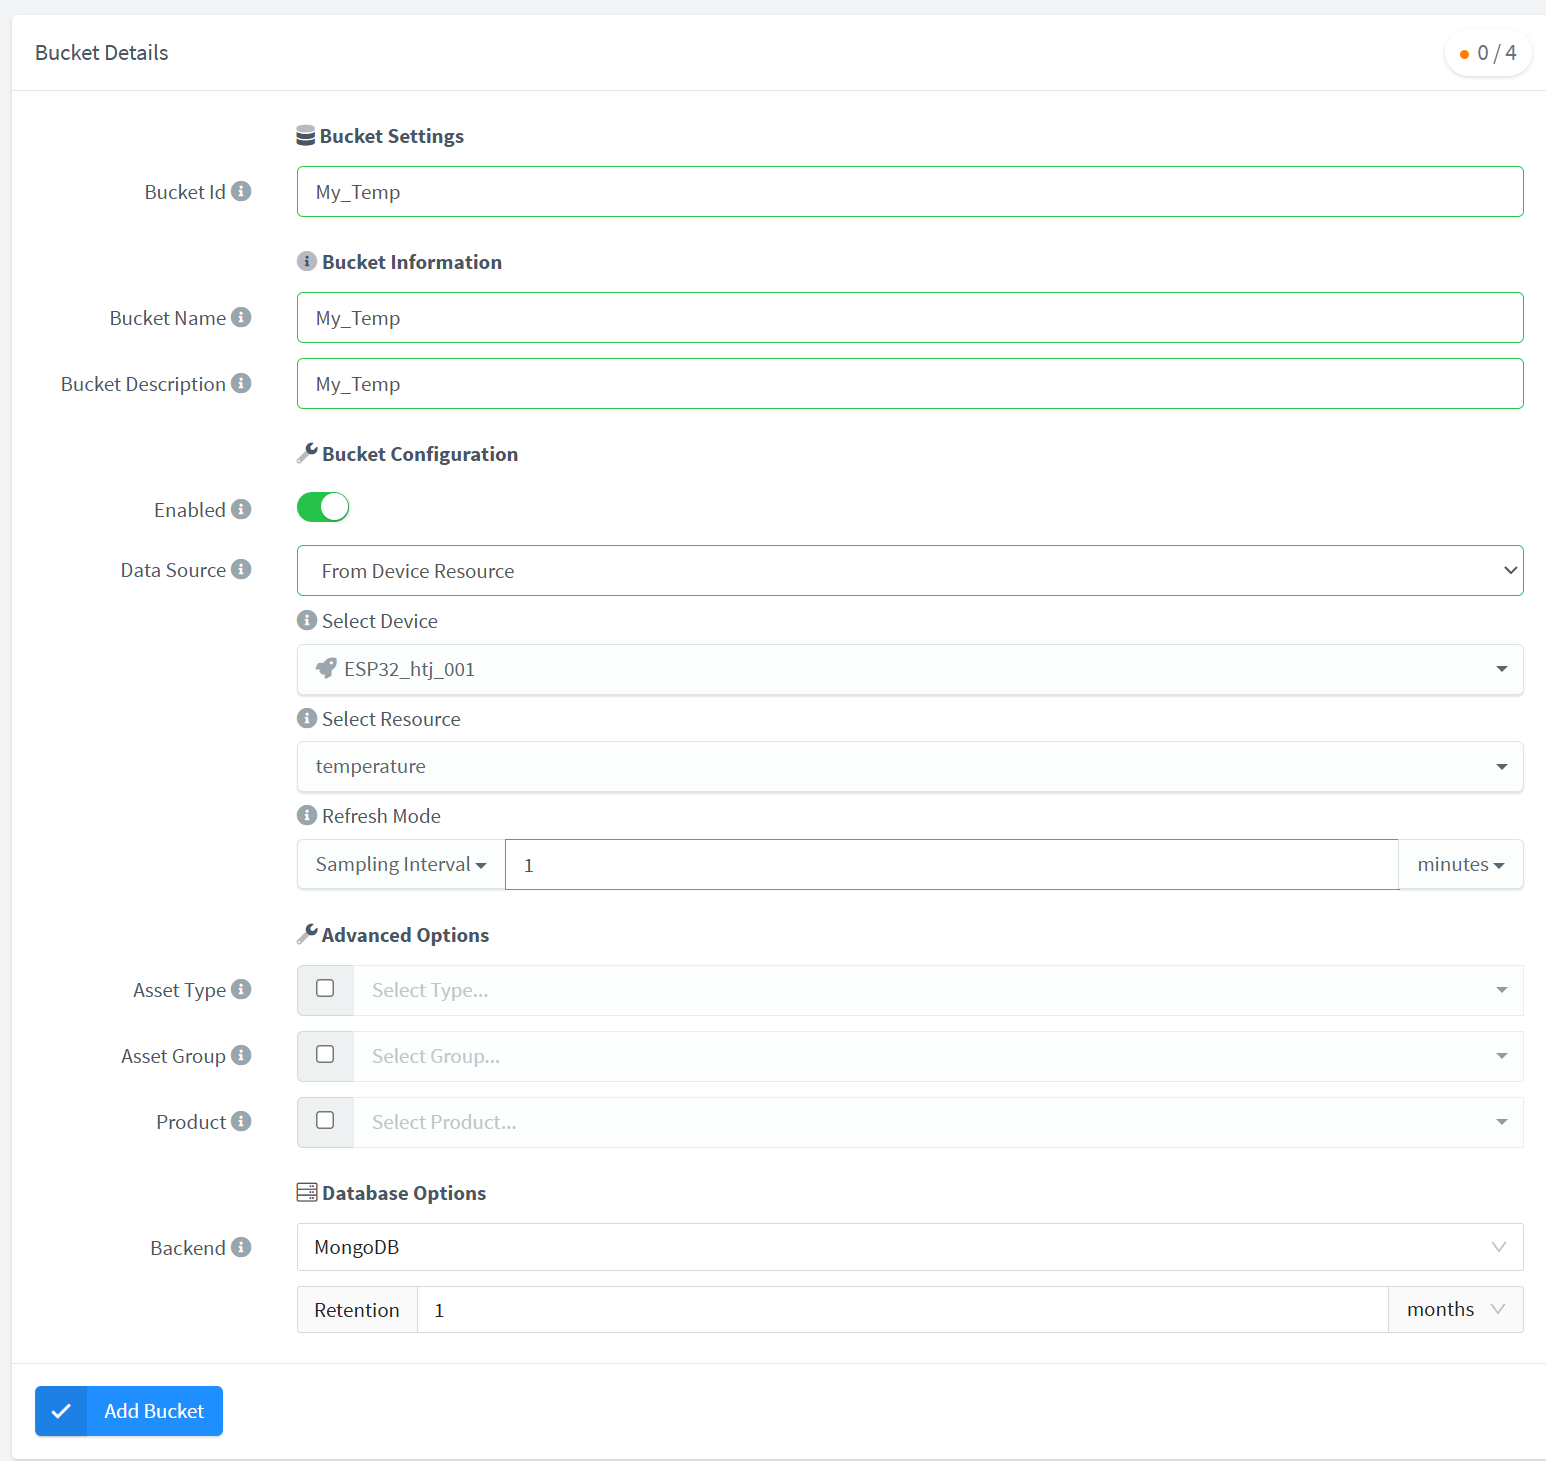 Bucket Details
0 / 4
Bucket Settings
Bucket Id
My_Temp
Bucket Information
Bucket Name
My_Temp
Bucket Description
My_Temp
Bucket Configuration
Enabled
Data Source
From Device Resource
Select Device
ESP32_htj_001
Select Resource
temperature
Refresh Mode
Sampling Interval 1 minutes
Advanced Options
Asset Type
Select Type...
Asset Group
Select Group...
Product
Select Product...
Database Options
Backend
MongoDB
Retention 1 months
Add Bucket